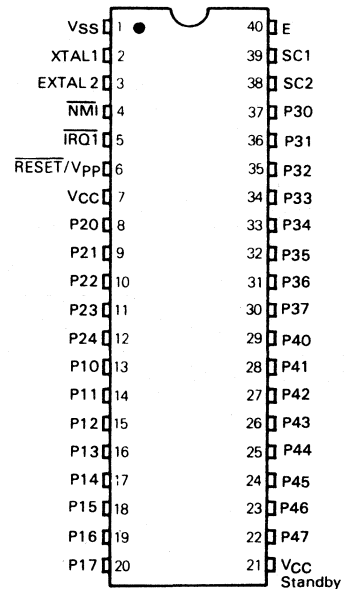 VSS 1 40 E
XTAL1 2 39 SC1
EXTAL2 3 38 SC2
NMI 4 37 P30
IRQ1 5 36 P31
RESET/VPP 6 35 P32
VCC 7 34 P33
P20 8 33 P34
P21 9 32 P35
P22 10 31 P36
P23 11 30 P37
P24 12 29 P40
P10 13 28 P41
P11 14 27 P42
P12 15 26 P43
P13 16 25 P44
P14 17 24 P45
P15 18 23 P46
P16 19 22 P47
P17 20 21 VCC
Standby